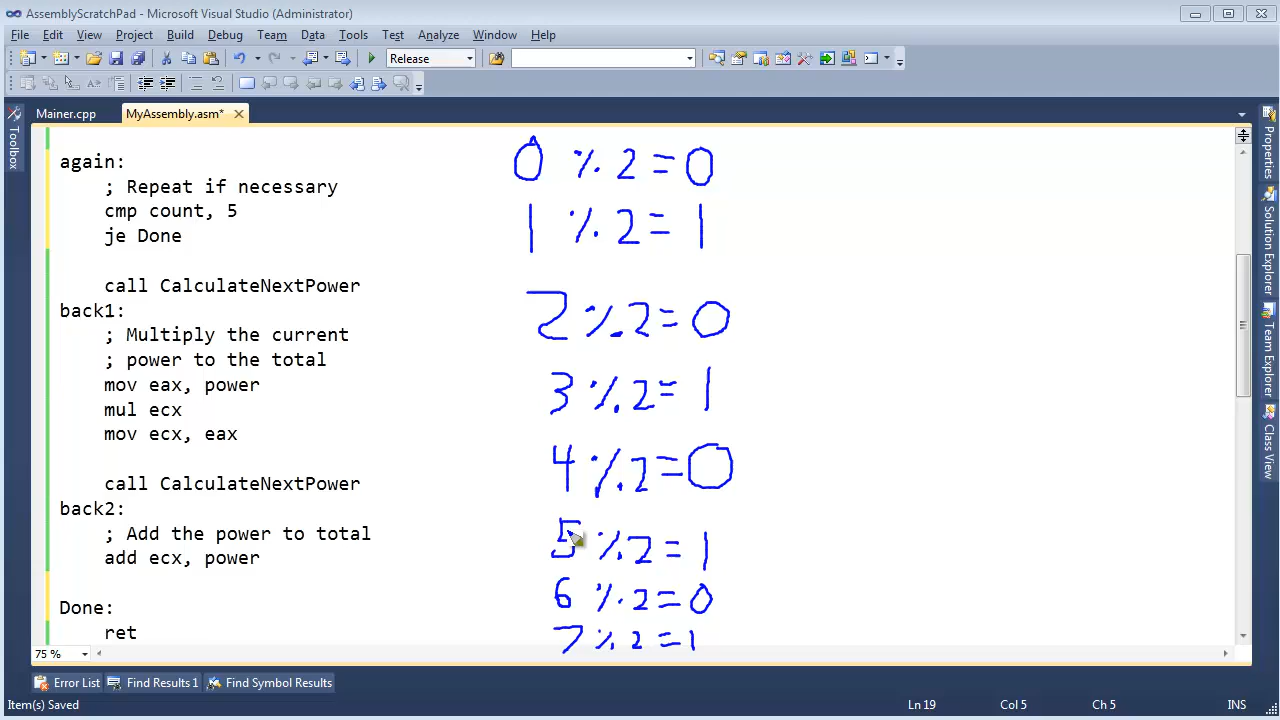 AssemblyScratchPad - Microsoft Visual Studio (Administrator)
File Edit View Project Build Debug Team Data Tools Test Analyze Window Help
Release
Toolbox
Mainer.cpp MyAssembly.asm*
again:
; Repeat if necessary
cmp count, 5
je Done
call CalculateNextPower
back1:
; Multiply the current
; power to the total
mov eax, power
mul ecx
mov ecx, eax
call CalculateNextPower
back2:
; Add the power to total
add ecx, power
Done:
ret
0 % 2 = 0
1 % 2 = 1
2 % 2 = 0
3 % 2 = 1
4 % 2 = 0
5 % 2 = 1
6 % 2 = 0
7 % 2 = 1
Properties
Solution Explorer
Team Explorer
Class View
75 %
Error List Find Results 1 Find Symbol Results
Item(s) Saved Ln 19 Col 5 Ch 5 INS